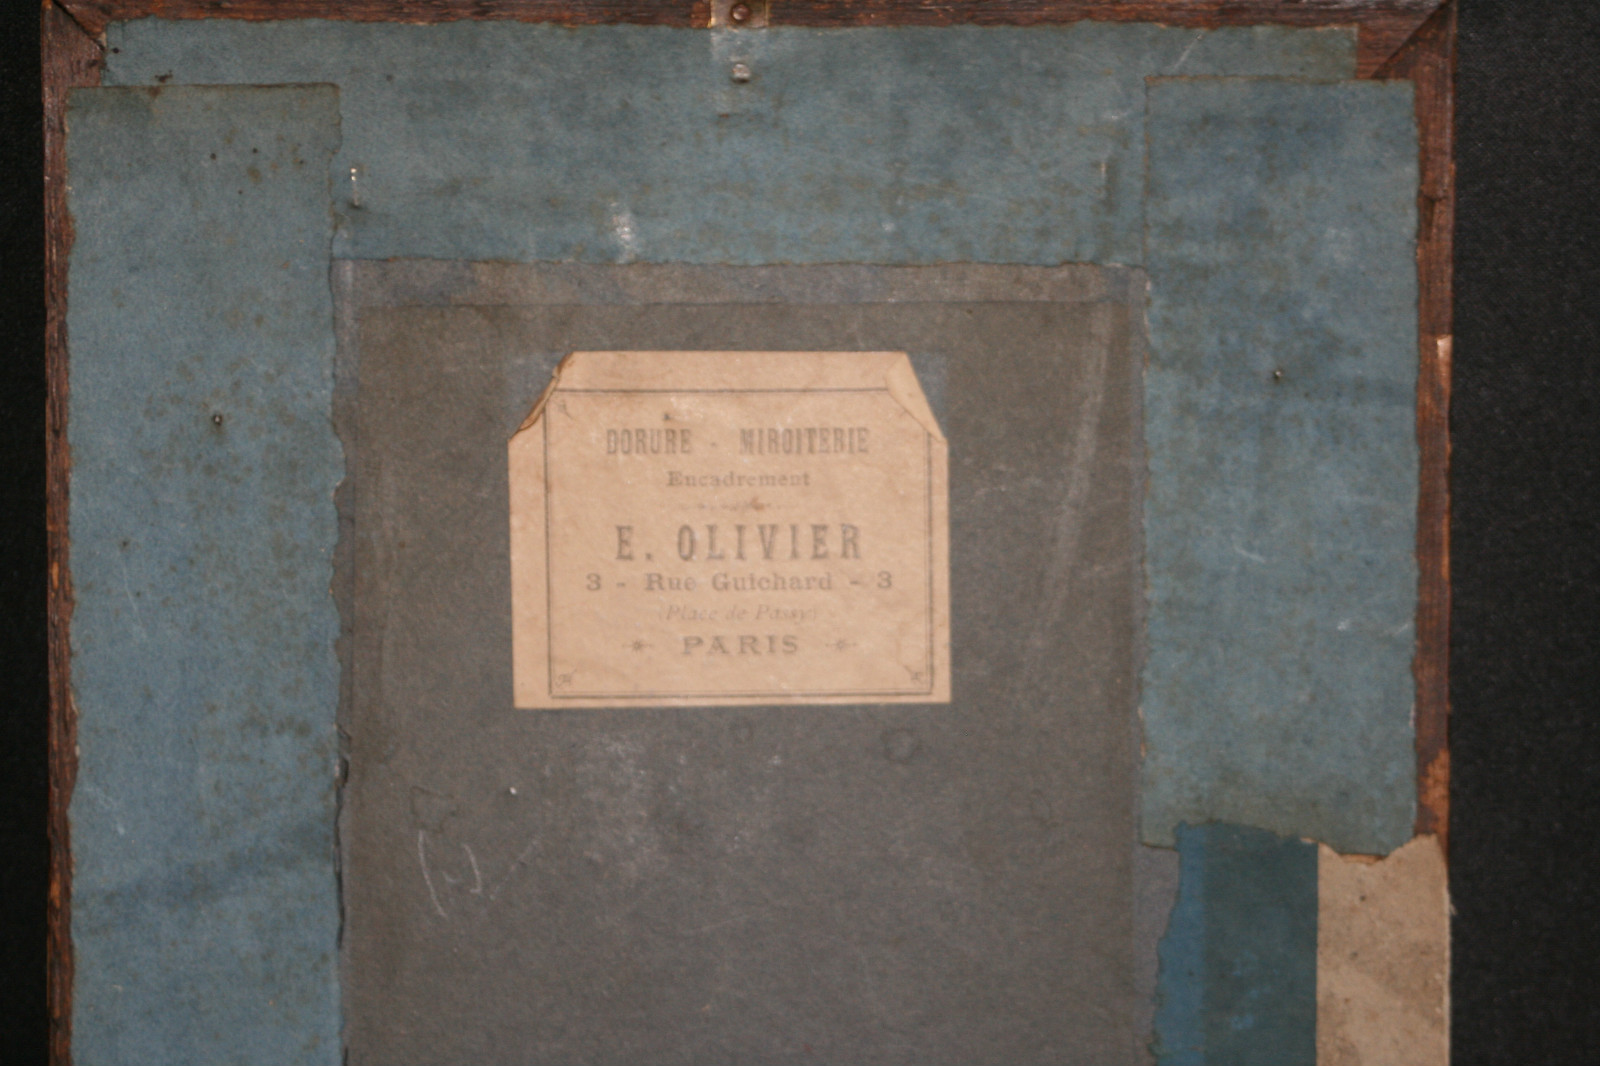 DORURE - MIROITERIE
Encadrement
E. OLIVIER
3 - Rue Guichard - 3
(Place de Passy)
PARIS